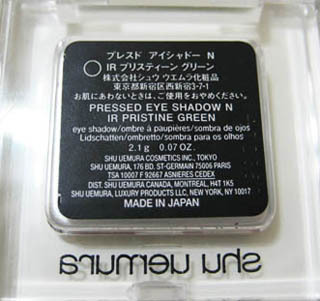 プレスド アイシャドー N
IR プリスティーン グリーン
株式会社シュウ ウエムラ化粧品
東京都新宿区西新宿3-7-1
お肌にあわないときは、ご使用をおやめください。
PRESSED EYE SHADOW N
IR PRISTINE GREEN
eye shadow/ombre à paupières/sombra de ojos
Lidschatten/ombretto/sombra para os olhos
2.1 g 0.07 OZ.
SHU UEMURA COSMETICS INC., TOKYO
SHU UEMURA, 176 BD. ST-GERMAIN 75006 PARIS
TSA 10007 F 92667 ASNIERES CEDEX
DIST. SHU UEMURA CANADA, MONTREAL, H4T 1K5
SHU UEMURA, LUXURY PRODUCTS LLC, NEW YORK, NY 10017
MADE IN JAPAN
shu uemura